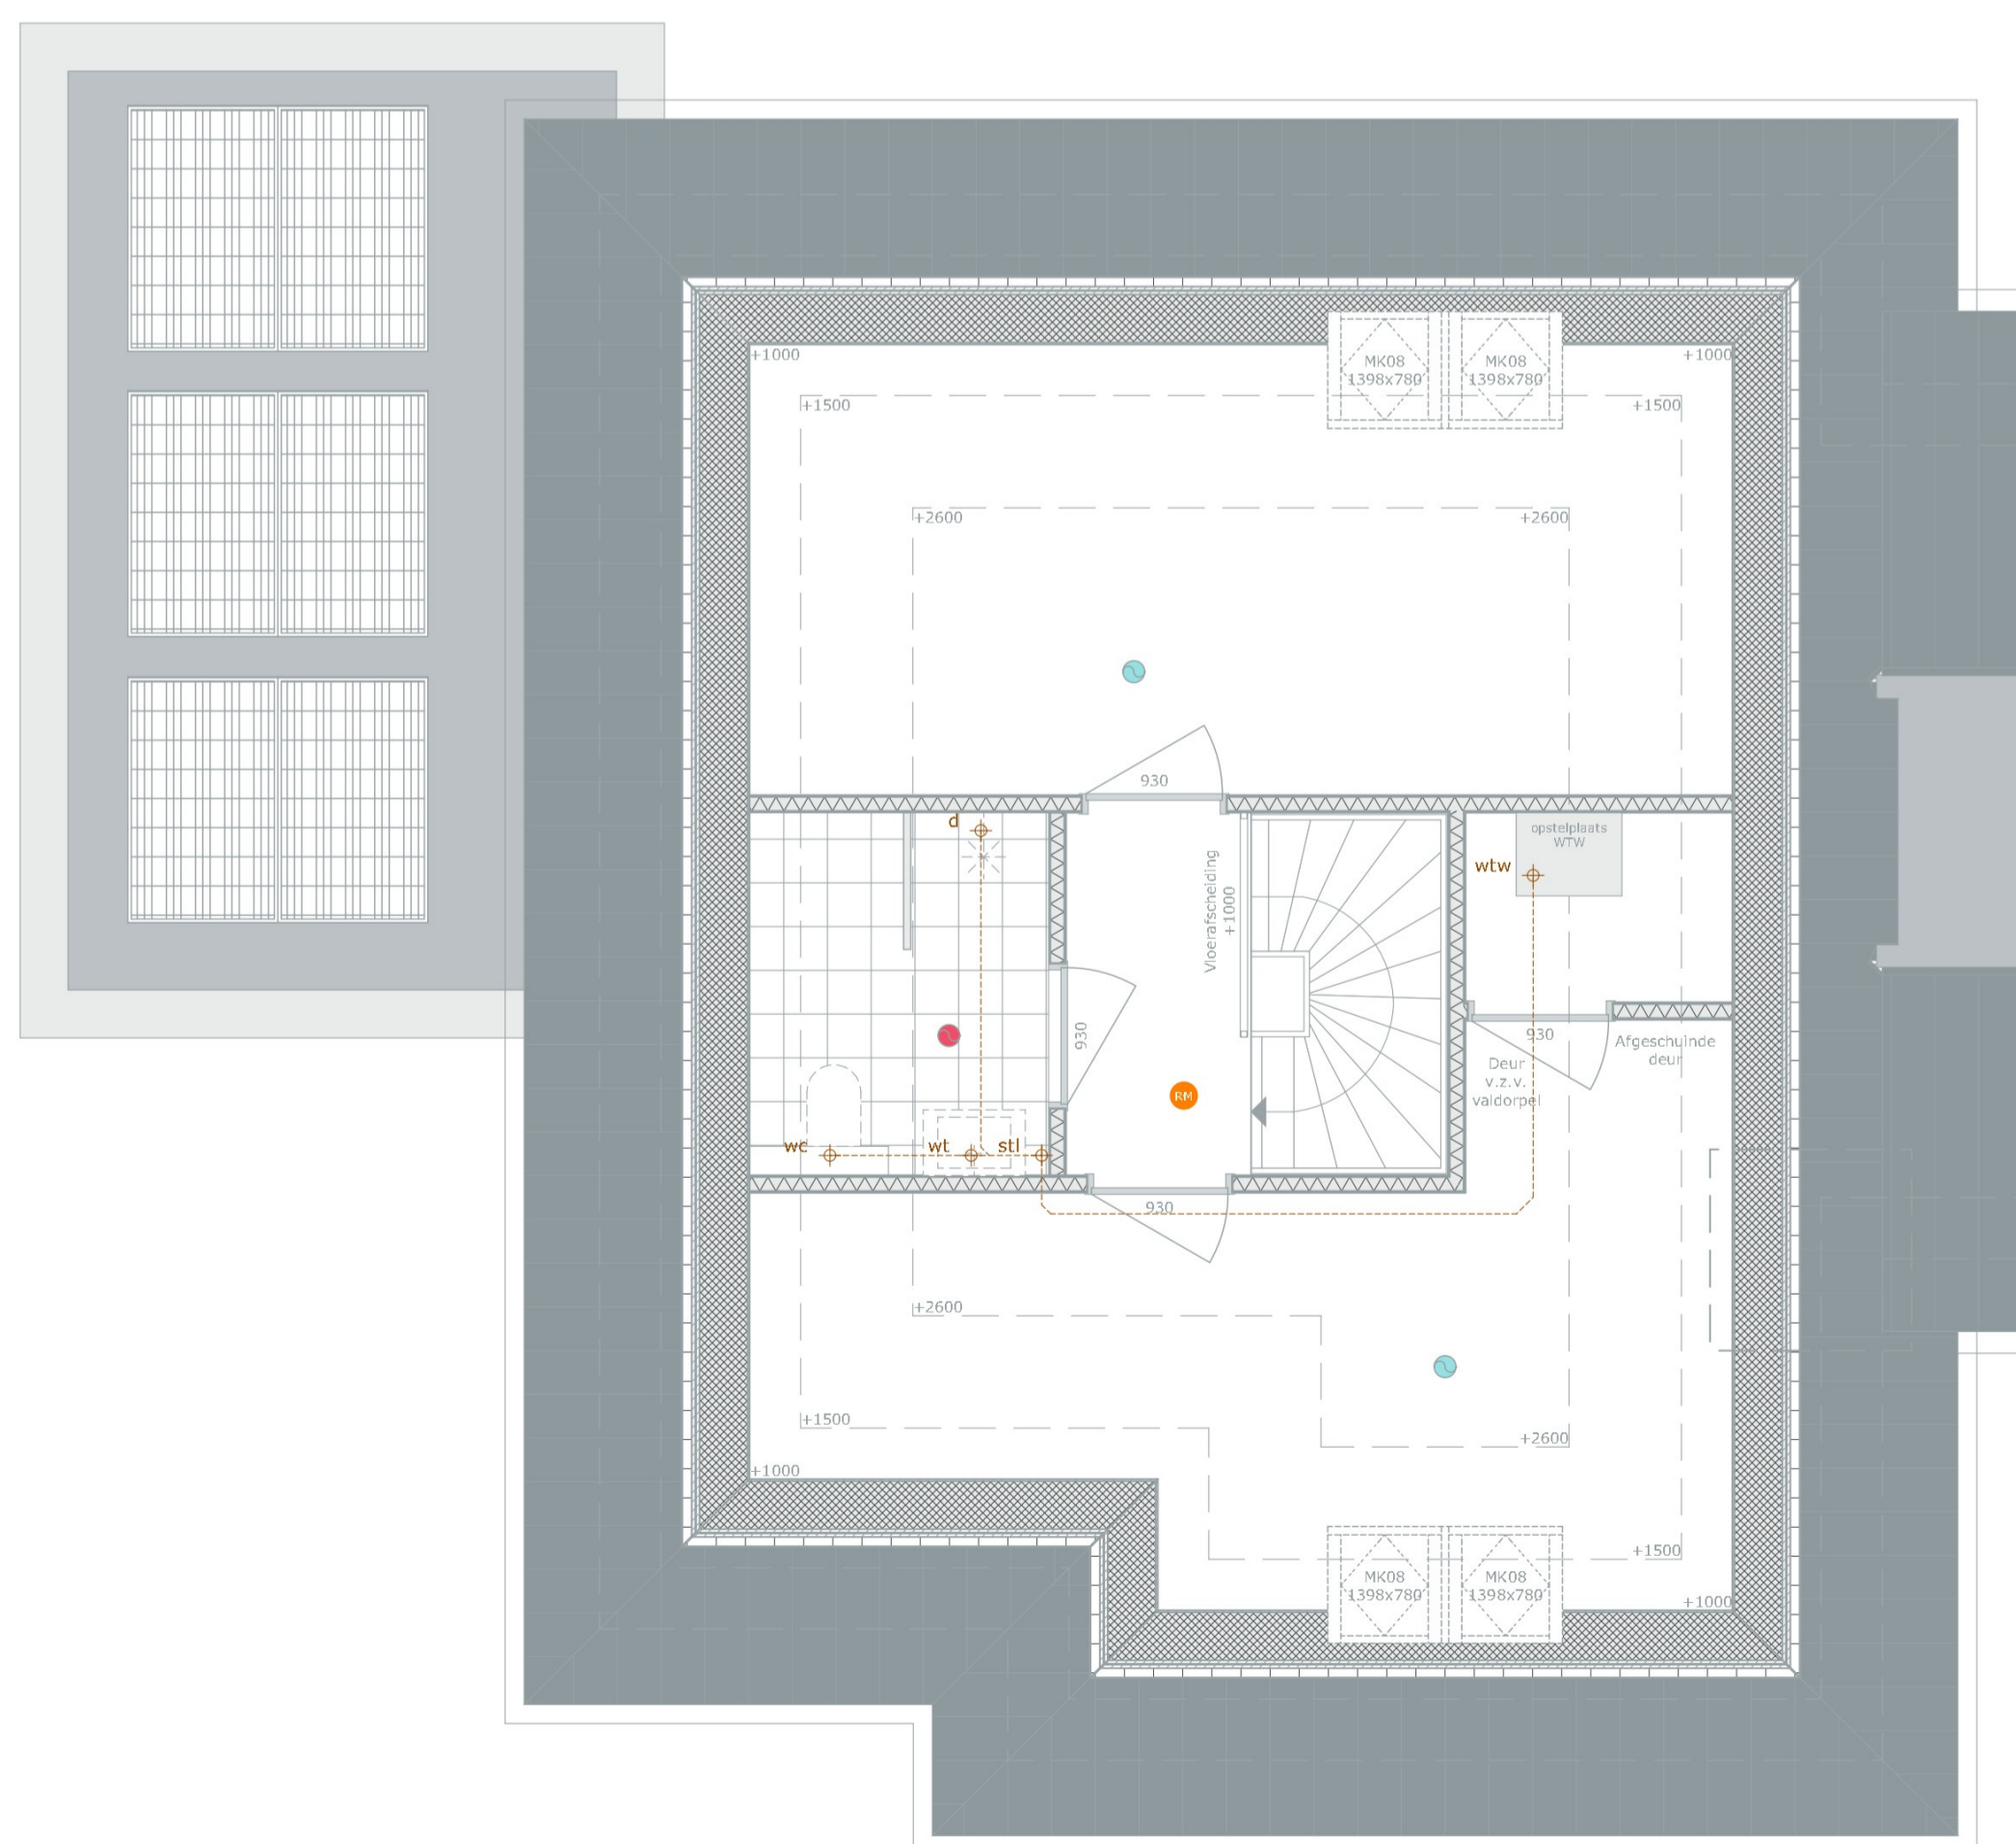 +1000
MK08
1398x780
MK08
1398x780
+1000
+1500
+1500
+2600
+2600
930
d
opstelplaats
WTW
wtw
Vloerafscheiding
+1000
930
930
Deur
v.z.v.
valdorpel
Afgeschuinde
deur
RM
wc
wt
stl
930
+2600
+1500
+2600
+1000
+1500
MK08
1398x780
MK08
1398x780
+1000